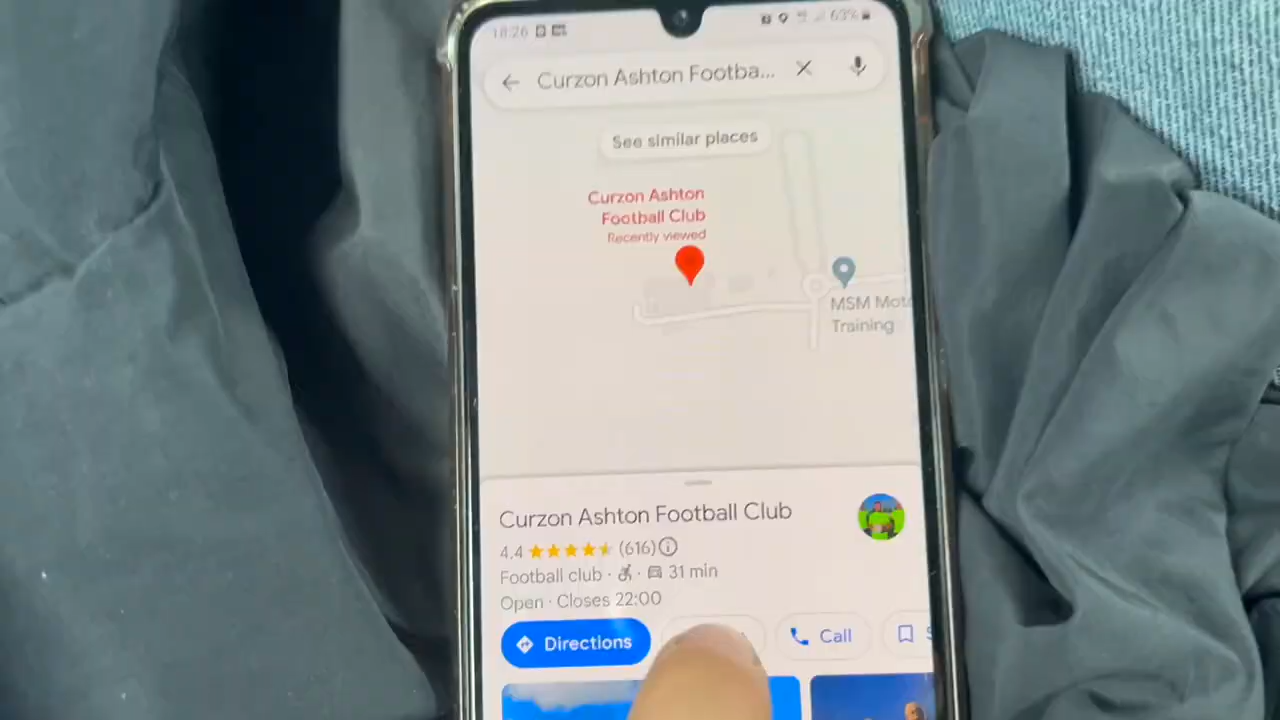 18:26 63%
Curzon Ashton Footba...
See similar places
Curzon Ashton
Football Club
Recently viewed
MSM Moto
Training
Curzon Ashton Football Club
4.4 (616)
Football club · 31 min
Open · Closes 22:00
Directions
Call
S